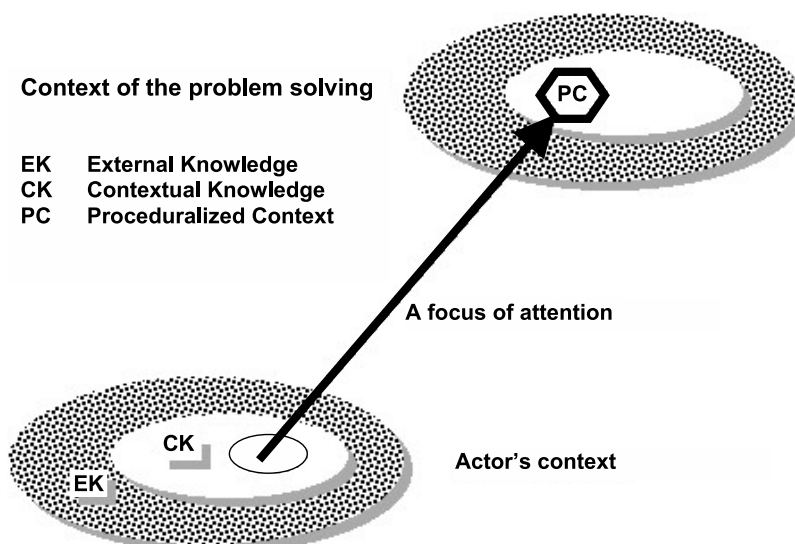 Context of the problem solving
PC
EK External Knowledge
CK Contextual Knowledge
PC Proceduralized Context
A focus of attention
CK
Actor's context
EK